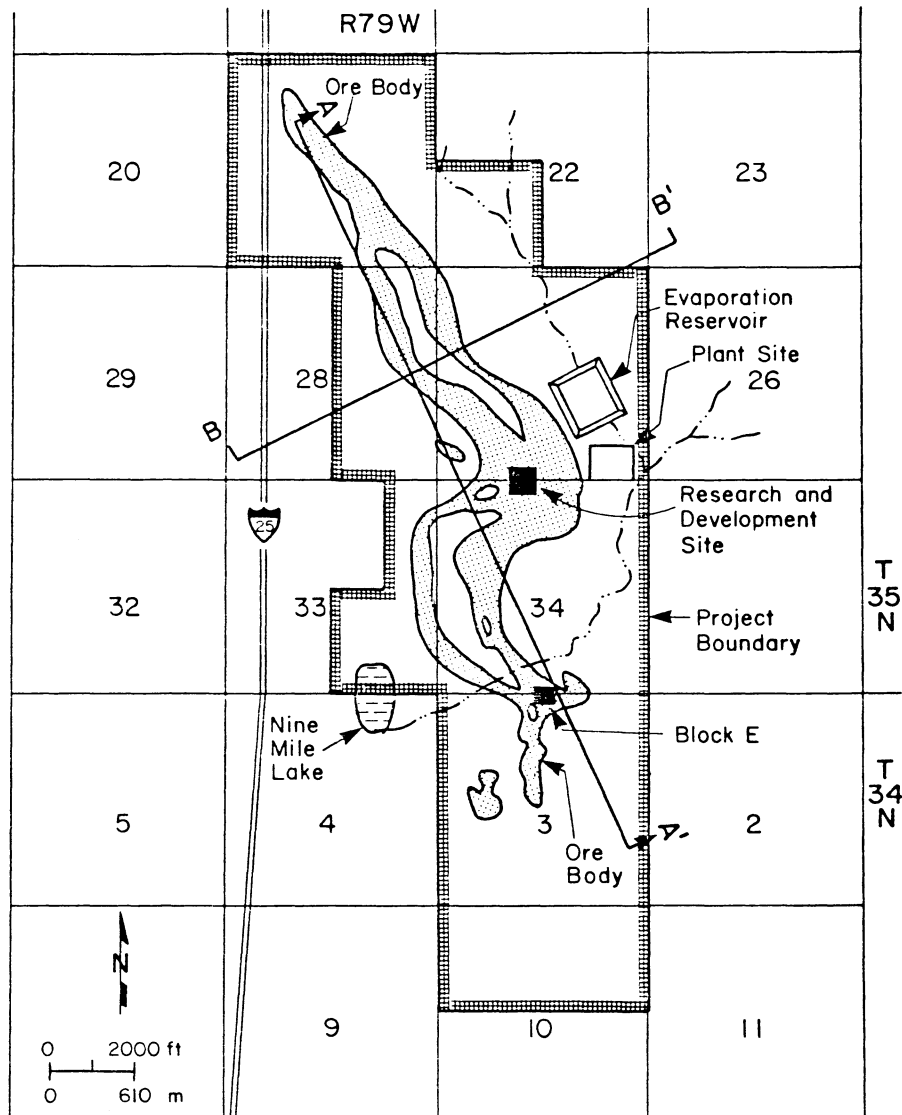 R79W
Ore Body
A
20
22
23
B'
Evaporation
Reservoir
Plant Site
29
28
26
B
25
Research and
Development
Site
T
35
N
32
33
34
Project
Boundary
Nine
Mile
Lake
Block E
T
34
N
5
4
3
2
A'
Ore
Body
N
9
10
11
0 2000 ft
0 610 m